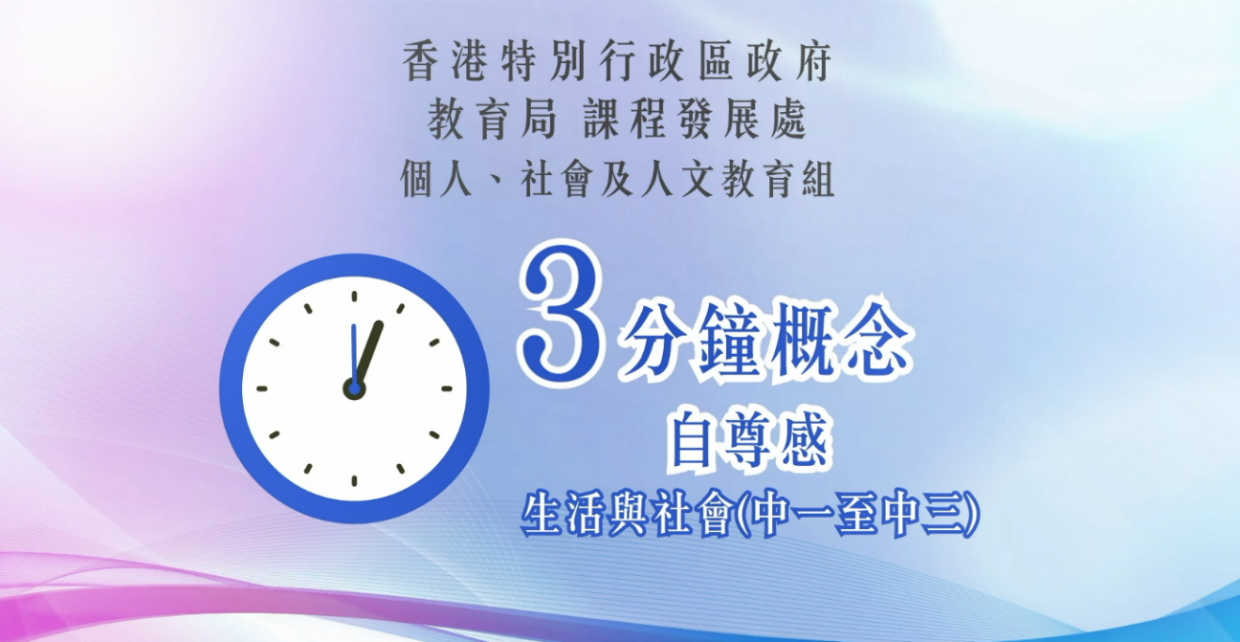 香港特別行政區政府
教育局 課程發展處
個人、社會及人文教育組
3分鐘概念
自尊感
生活與社會(中一至中三)